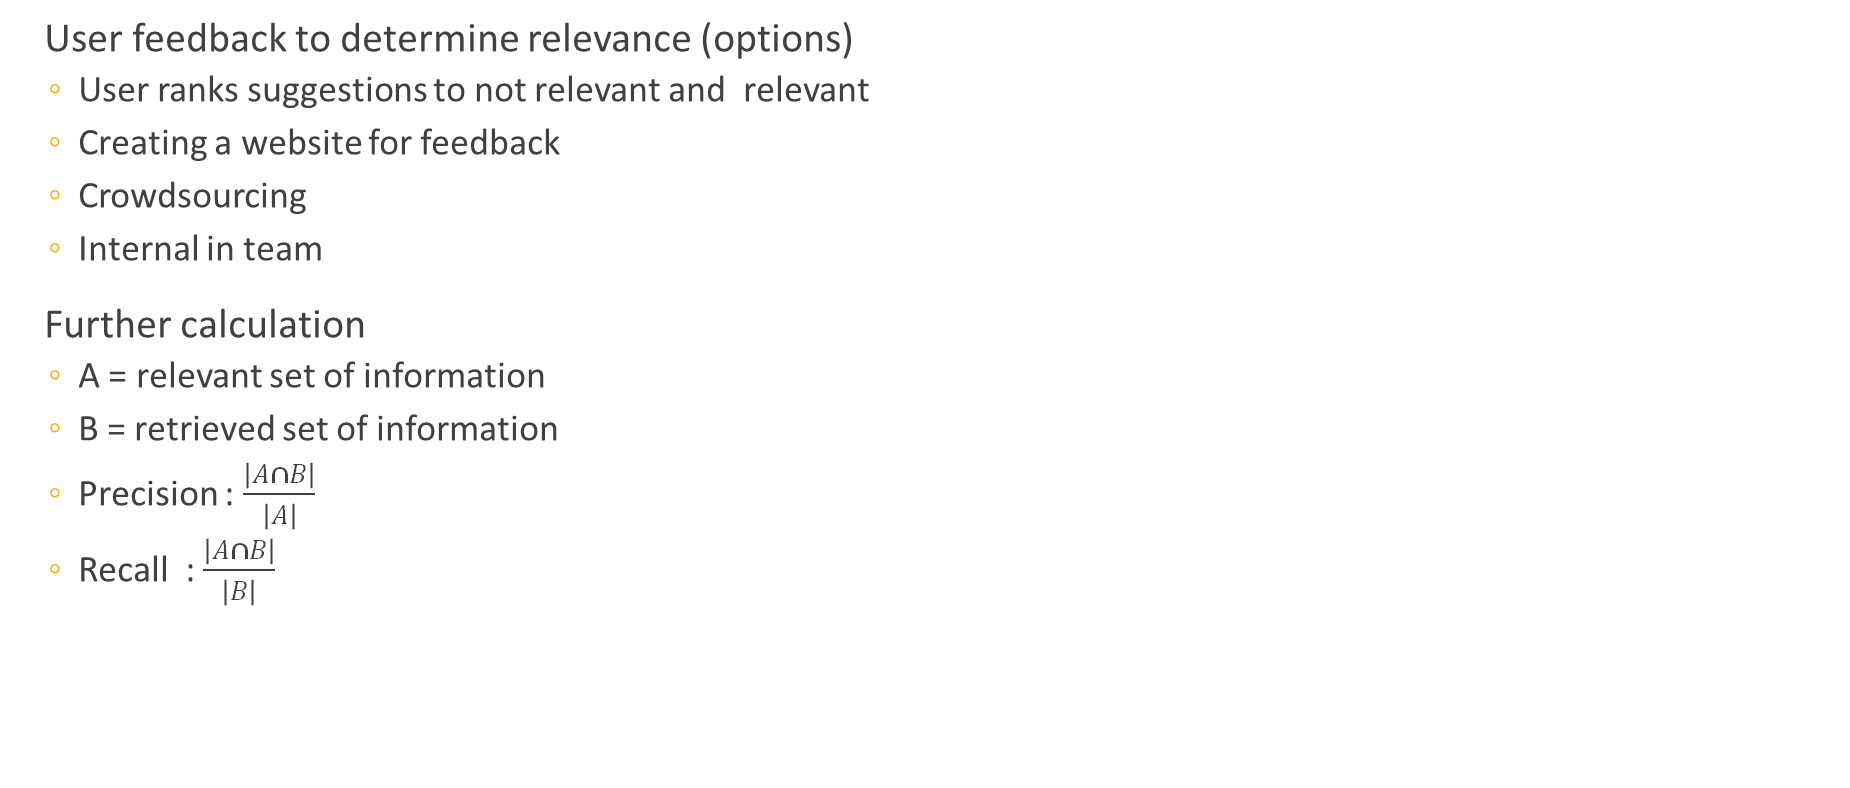 User feedback to determine relevance (options)
◦ User ranks suggestions to not relevant and  relevant
◦ Creating a website for feedback
◦ Crowdsourcing
◦ Internal in team
Further calculation
◦ A = relevant set of information
◦ B = retrieved set of information
◦ Precision : |A∩B| / |A|
◦ Recall  : |A∩B| / |B|